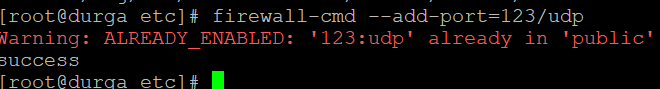 [root@durga etc]# firewall-cmd --add-port=123/udp
Warning: ALREADY_ENABLED: '123:udp' already in 'public'
success
[root@durga etc]#